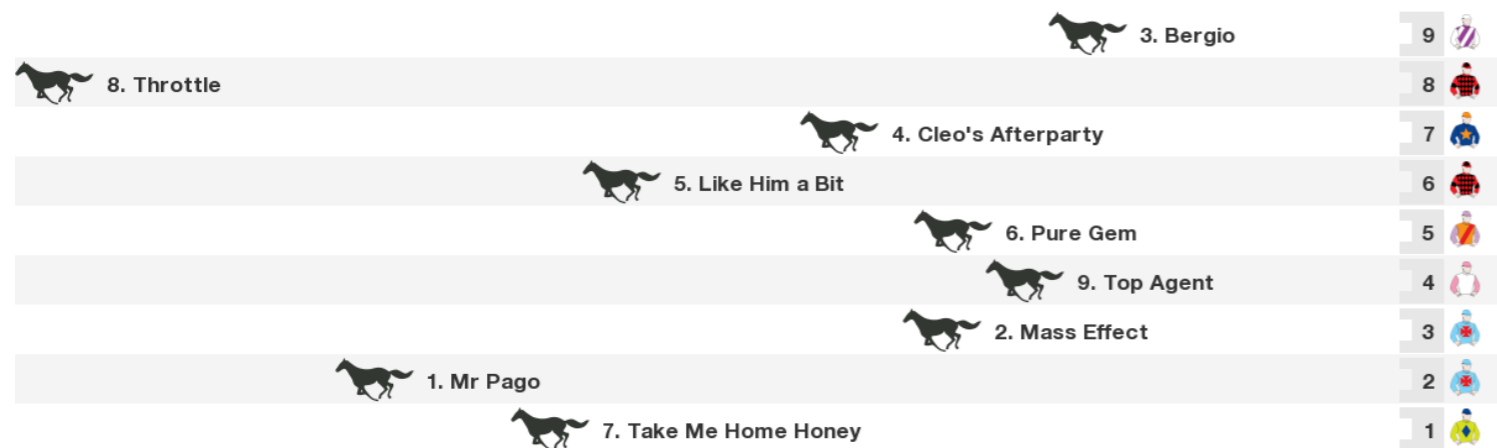 3. Bergio 9
8. Throttle 8
4. Cleo's Afterparty 7
5. Like Him a Bit 6
6. Pure Gem 5
9. Top Agent 4
2. Mass Effect 3
1. Mr Pago 2
7. Take Me Home Honey 1